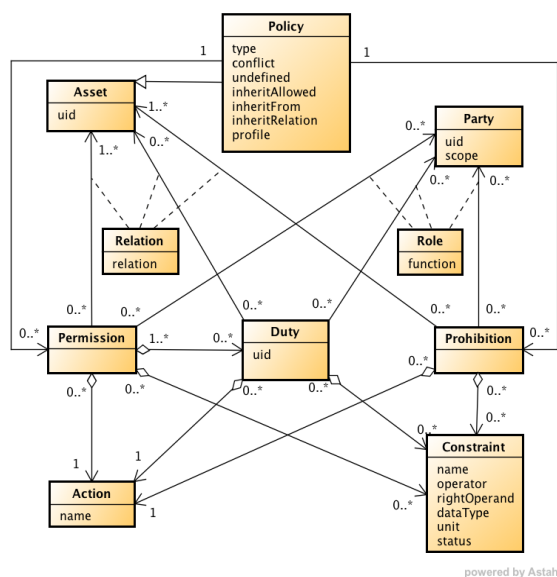 Policy
type
conflict
undefined
inheritAllowed
inheritFrom
inheritRelation
profile
1
1
Asset
uid
1..*
1..*
0..*
Party
uid
scope
0..*
0..*
0..*
Relation
relation
Role
function
0..*
0..*
0..*
0..*
0..*
0..*
Permission
1..*
0..*
Duty
uid
Prohibition
0..*
0..*
0..*
0..*
0..*
0..*
0..*
0..*
0..*
1
1
1
0..*
Action
name
Constraint
name
operator
rightOperand
dataType
unit
status
powered by Astah